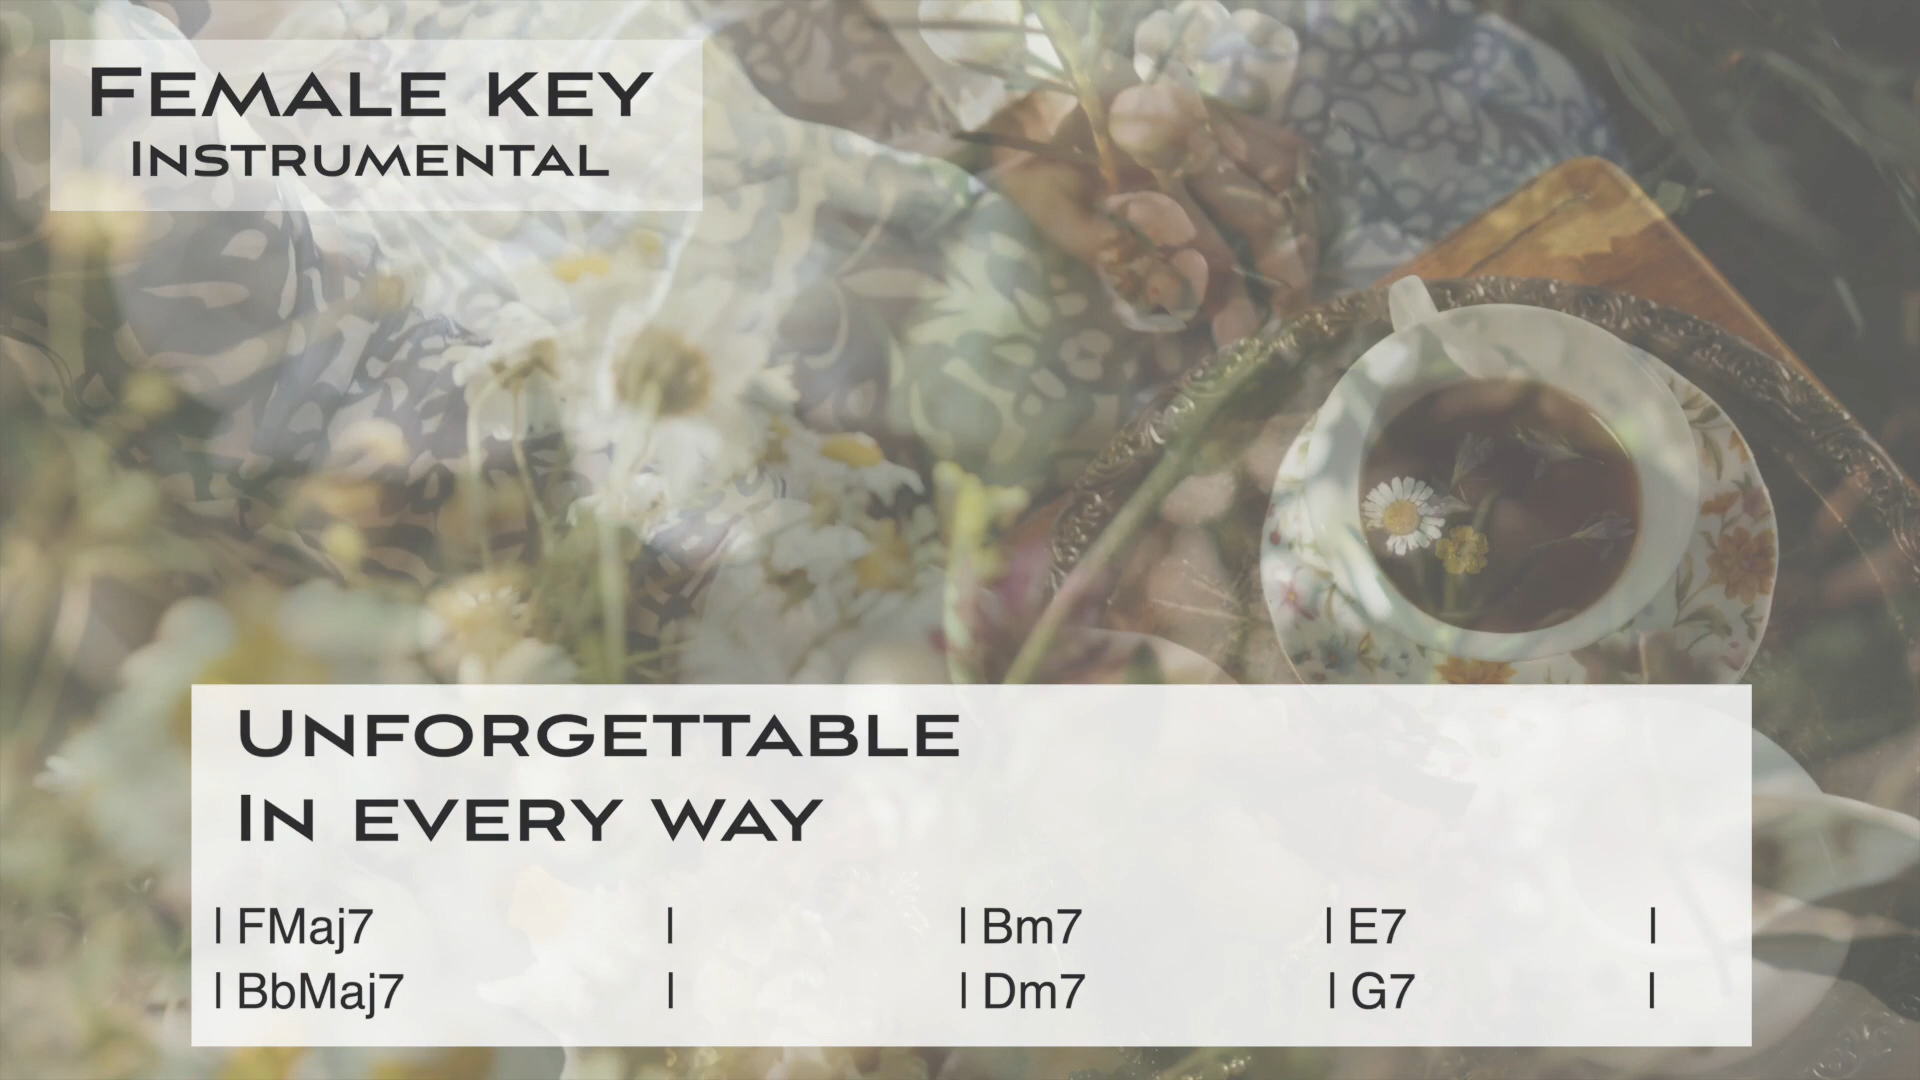 Female key
Instrumental
Unforgettable
In every way
| FMaj7 | | Bm7 | E7 |
| BbMaj7 | | Dm7 | G7 |